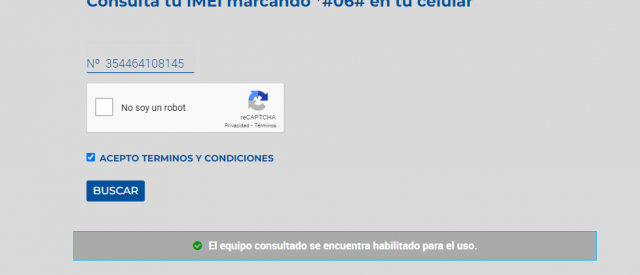 Consulta tu IMEI marcando *#06# en tu celular
Nº 354464108145
No soy un robot
reCAPTCHA
Privacidad - Términos
ACEPTO TERMINOS Y CONDICIONES
BUSCAR
El equipo consultado se encuentra habilitado para el uso.